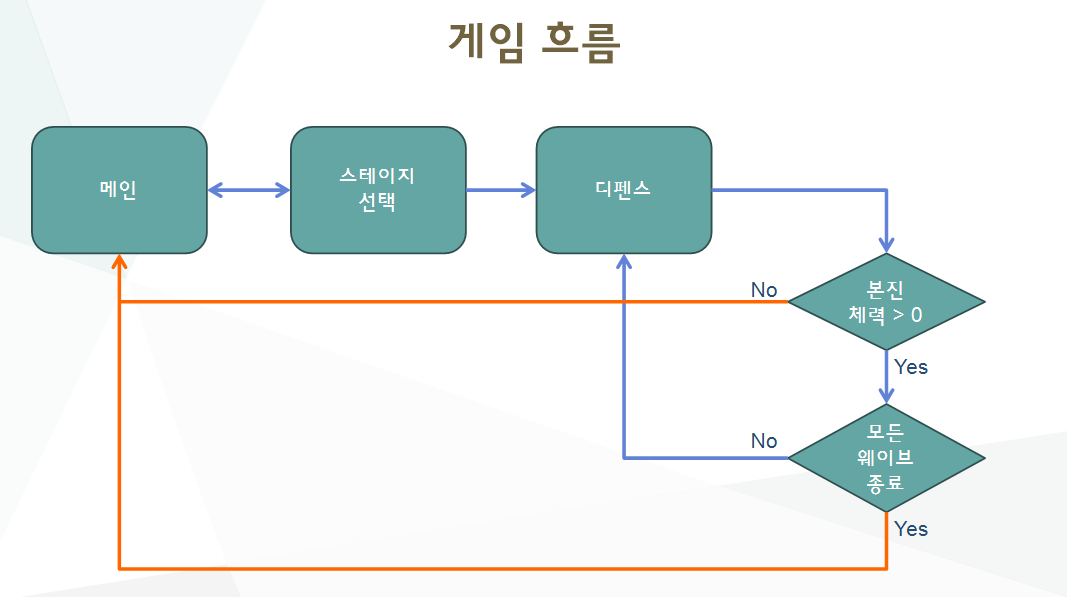 게임 흐름
메인
스테이지
선택
디펜스
No
본진
체력 > 0
Yes
No
모든
웨이브
종료
Yes